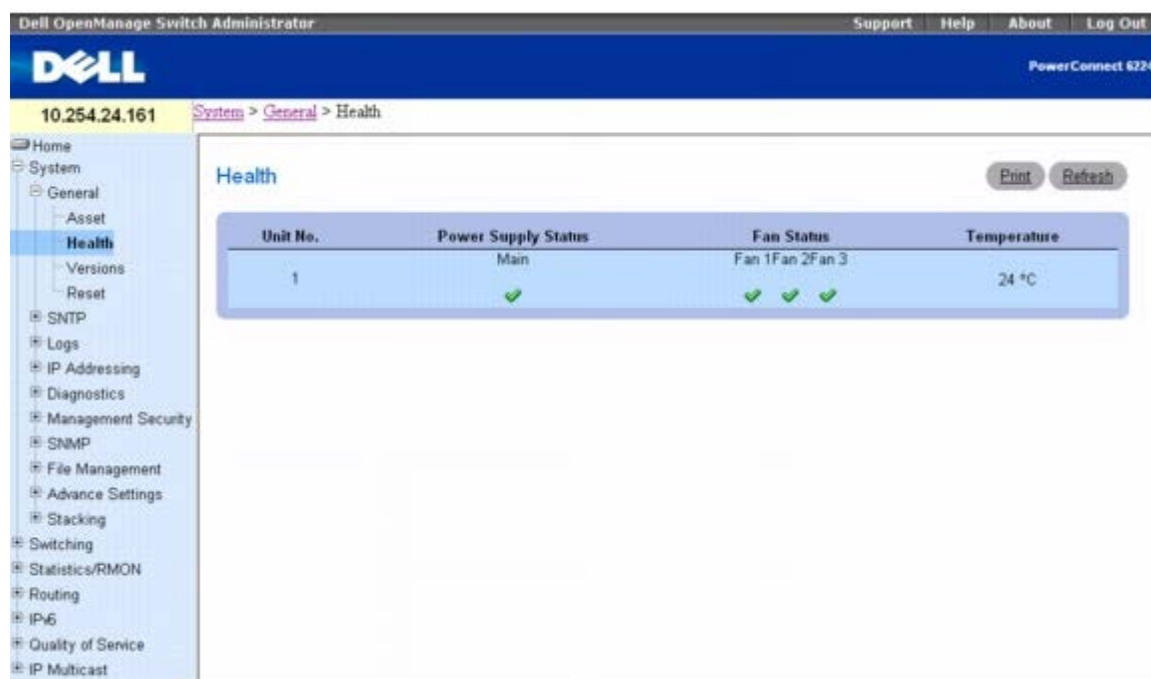 Dell OpenManage Switch Administrator Support Help About Log Out
DELL
PowerConnect 6224
10.254.24.161
System > General > Health
Home
System
General
Asset
Health
Versions
Reset
SNTP
Logs
IP Addressing
Diagnostics
Management Security
SNMP
File Management
Advance Settings
Stacking
Switching
Statistics/RMON
Routing
IPv6
Quality of Service
IP Multicast
Health
Print Refresh
Unit No. Power Supply Status Fan Status Temperature
Main Fan 1Fan 2Fan 3
1 24 °C